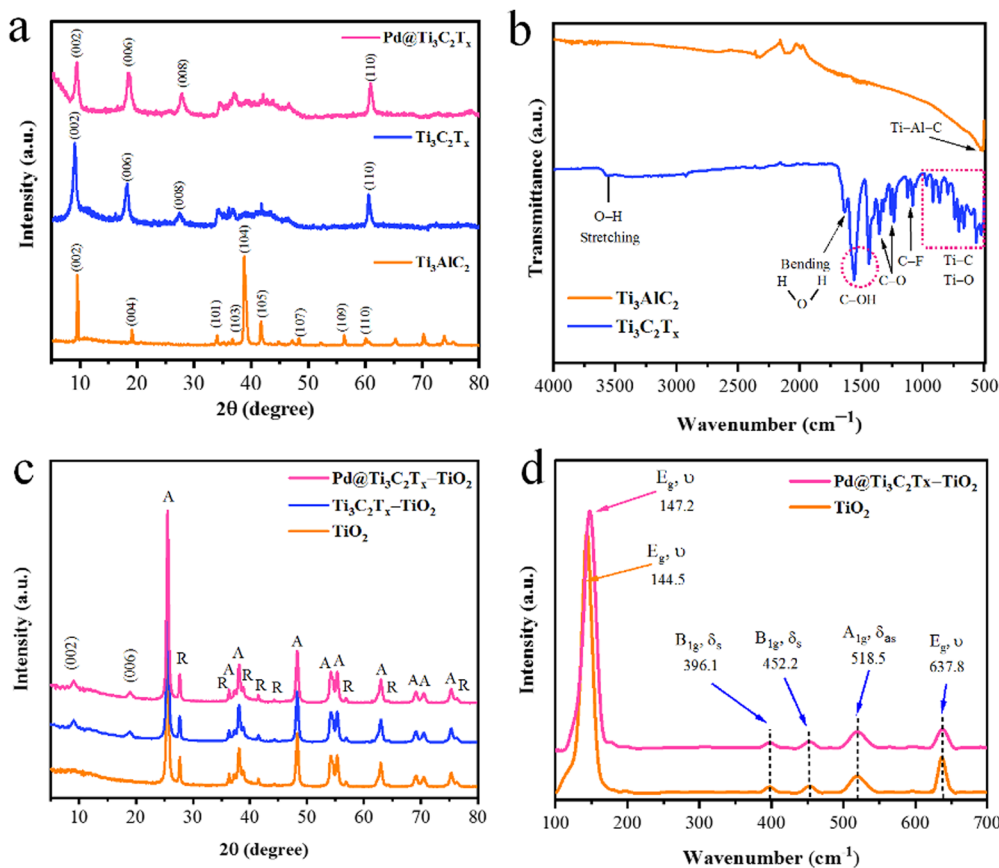 a
Pd@Ti₃C₂Tₓ
(002)
(006)
(008)
(110)
Ti₃C₂Tₓ
(002)
(006)
(008)
(110)
Ti₃AlC₂
(002)
(004)
(101)
(103)
(104)
(105)
(107)
(109)
(110)
Intensity (a.u.)
10 20 30 40 50 60 70 80
2θ (degree)
b
Ti–Al–C
O–H
Stretching
Bending
H H
O
C–OH
C–O
C–F
Ti–C
Ti–O
Ti₃AlC₂
Ti₃C₂Tₓ
Transmittance (a.u.)
4000 3500 3000 2500 2000 1500 1000 500
Wavenumber (cm⁻¹)
c
Pd@Ti₃C₂Tₓ–TiO₂
Ti₃C₂Tₓ–TiO₂
TiO₂
(002)
(006)
A
R
R
A
A
R
R
R
A
A
A
R
A
R
A
A
A
R
Intensity (a.u.)
10 20 30 40 50 60 70 80
2θ (degree)
d
Pd@Ti₃C₂Tx–TiO₂
TiO₂
E_g, υ
147.2
E_g, υ
144.5
B₁g, δₛ
396.1
B₁g, δₛ
452.2
A₁g, δₐₛ
518.5
E_g, υ
637.8
Intensity (a.u.)
100 200 300 400 500 600 700
Wavenumber (cm⁻¹)